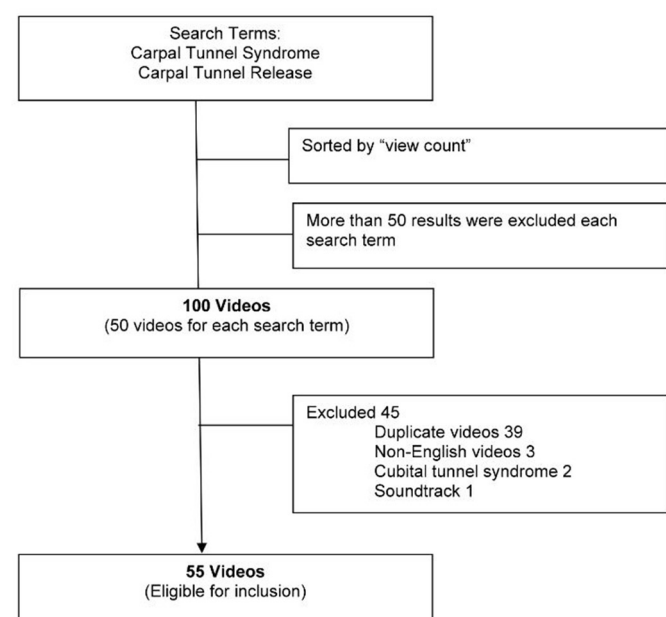 Search Terms:
Carpal Tunnel Syndrome
Carpal Tunnel Release
Sorted by “view count”
More than 50 results were excluded each
search term
100 Videos
(50 videos for each search term)
Excluded 45
Duplicate videos 39
Non-English videos 3
Cubital tunnel syndrome 2
Soundtrack 1
55 Videos
(Eligible for inclusion)